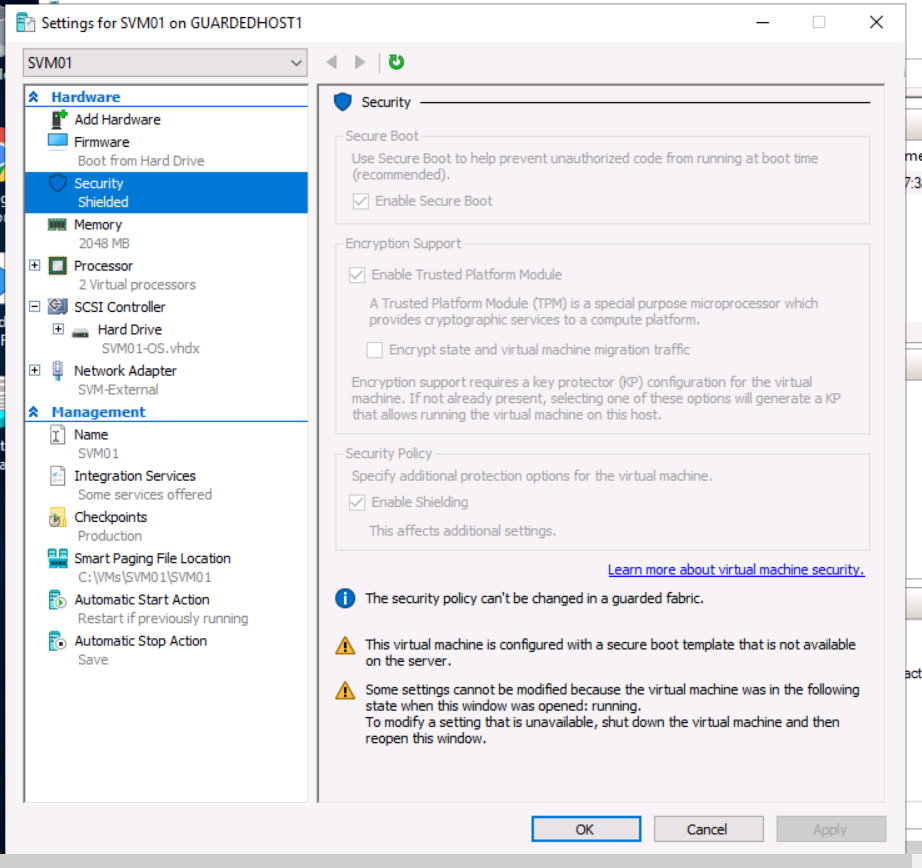 Settings for SVM01 on GUARDEDHOST1
SVM01
Hardware
Add Hardware
Firmware
Boot from Hard Drive
Security
Shielded
Memory
2048 MB
Processor
2 Virtual processors
SCSI Controller
Hard Drive
SVM01-OS.vhdx
Network Adapter
SVM-External
Management
Name
SVM01
Integration Services
Some services offered
Checkpoints
Production
Smart Paging File Location
C:\VMs\SVM01\SVM01
Automatic Start Action
Restart if previously running
Automatic Stop Action
Save
Security
Secure Boot
Use Secure Boot to help prevent unauthorized code from running at boot time
(recommended).
Enable Secure Boot
Encryption Support
Enable Trusted Platform Module
A Trusted Platform Module (TPM) is a special purpose microprocessor which
provides cryptographic services to a compute platform.
Encrypt state and virtual machine migration traffic
Encryption support requires a key protector (KP) configuration for the virtual
machine. If not already present, selecting one of these options will generate a KP
that allows running the virtual machine on this host.
Security Policy
Specify additional protection options for the virtual machine.
Enable Shielding
This affects additional settings.
Learn more about virtual machine security.
The security policy can't be changed in a guarded fabric.
This virtual machine is configured with a secure boot template that is not available
on the server.
Some settings cannot be modified because the virtual machine was in the following
state when this window was opened: running.
To modify a setting that is unavailable, shut down the virtual machine and then
reopen this window.
OK
Cancel
Apply